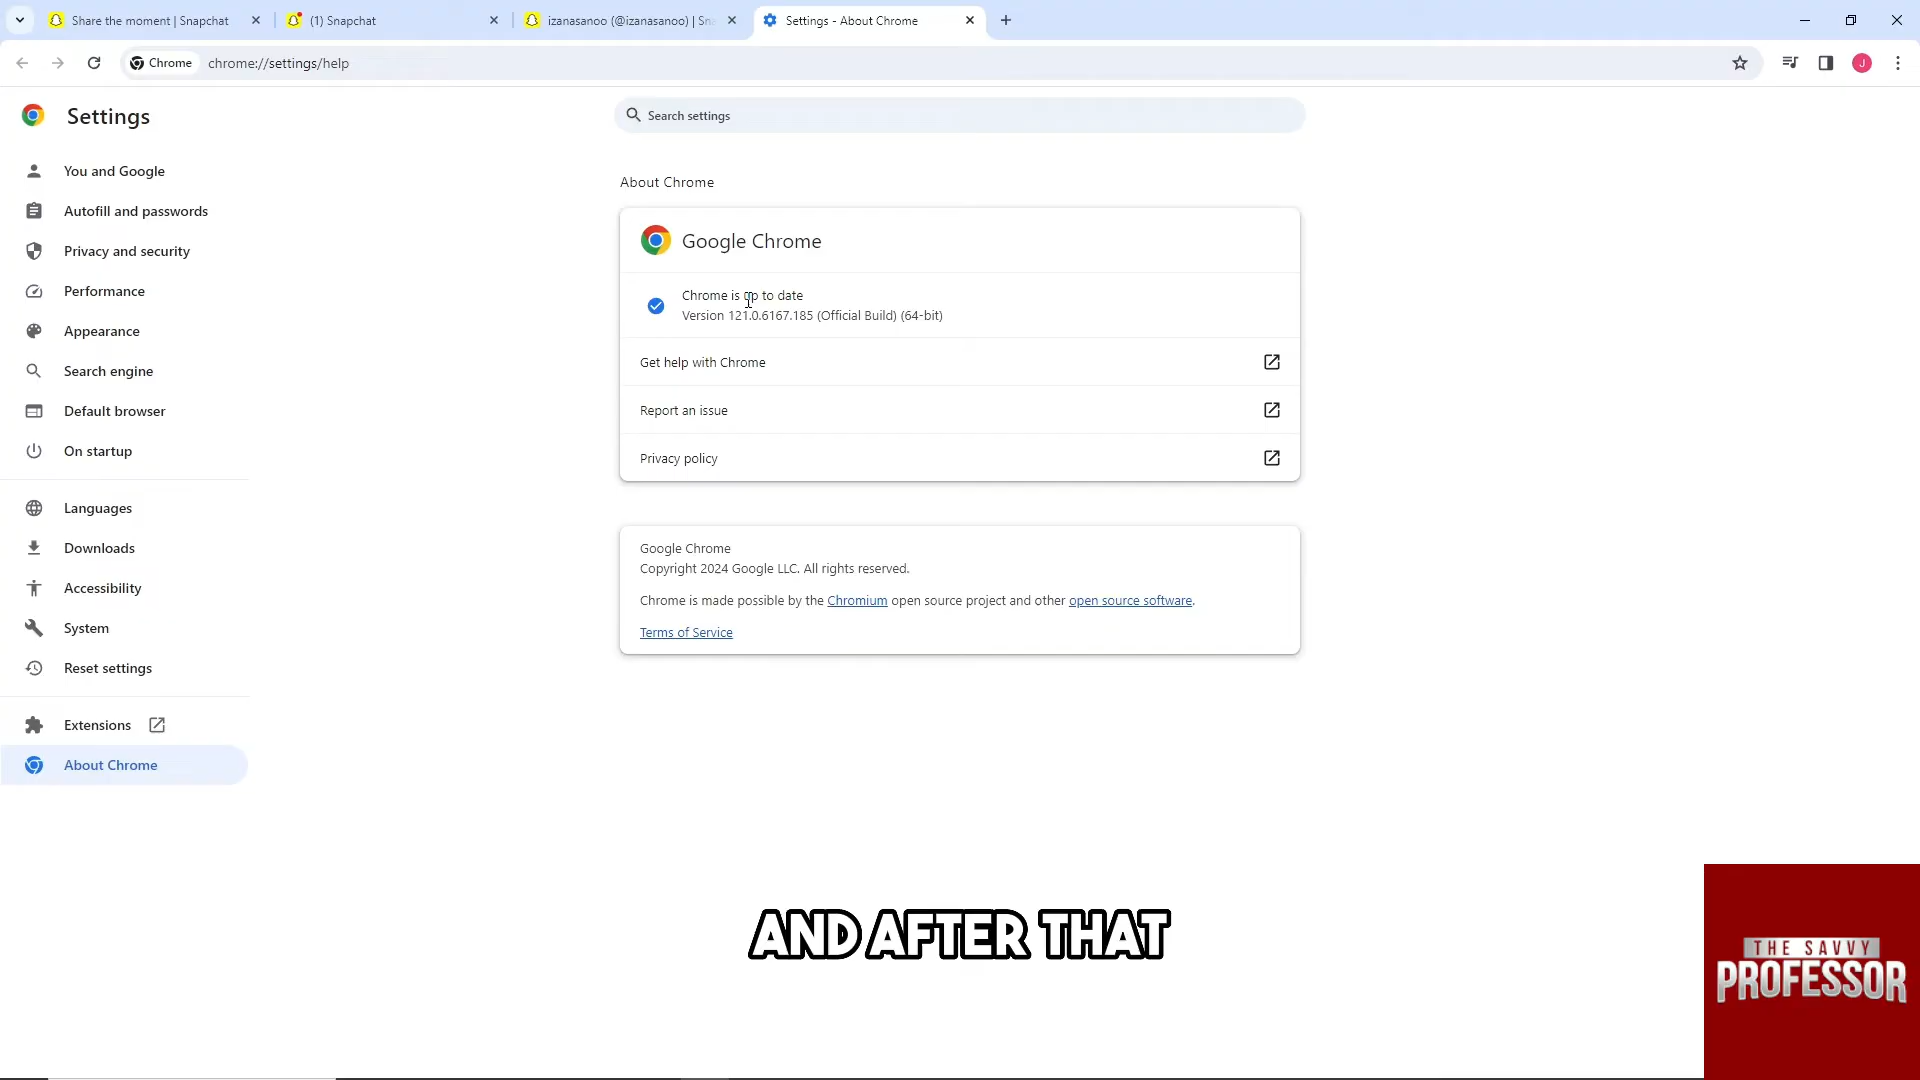 Share the moment | Snapchat
(1) Snapchat
izanasanoo (@izanasanoo) | Sna
Settings - About Chrome
Chrome
chrome://settings/help
J
Settings
Search settings
You and Google
Autofill and passwords
Privacy and security
Performance
Appearance
Search engine
Default browser
On startup
Languages
Downloads
Accessibility
System
Reset settings
Extensions
About Chrome
About Chrome
Google Chrome
Chrome is up to date
Version 121.0.6167.185 (Official Build) (64-bit)
Get help with Chrome
Report an issue
Privacy policy
Google Chrome
Copyright 2024 Google LLC. All rights reserved.
Chrome is made possible by the Chromium open source project and other open source software.
Terms of Service
AND AFTER THAT
THE SAVVY
PROFESSOR